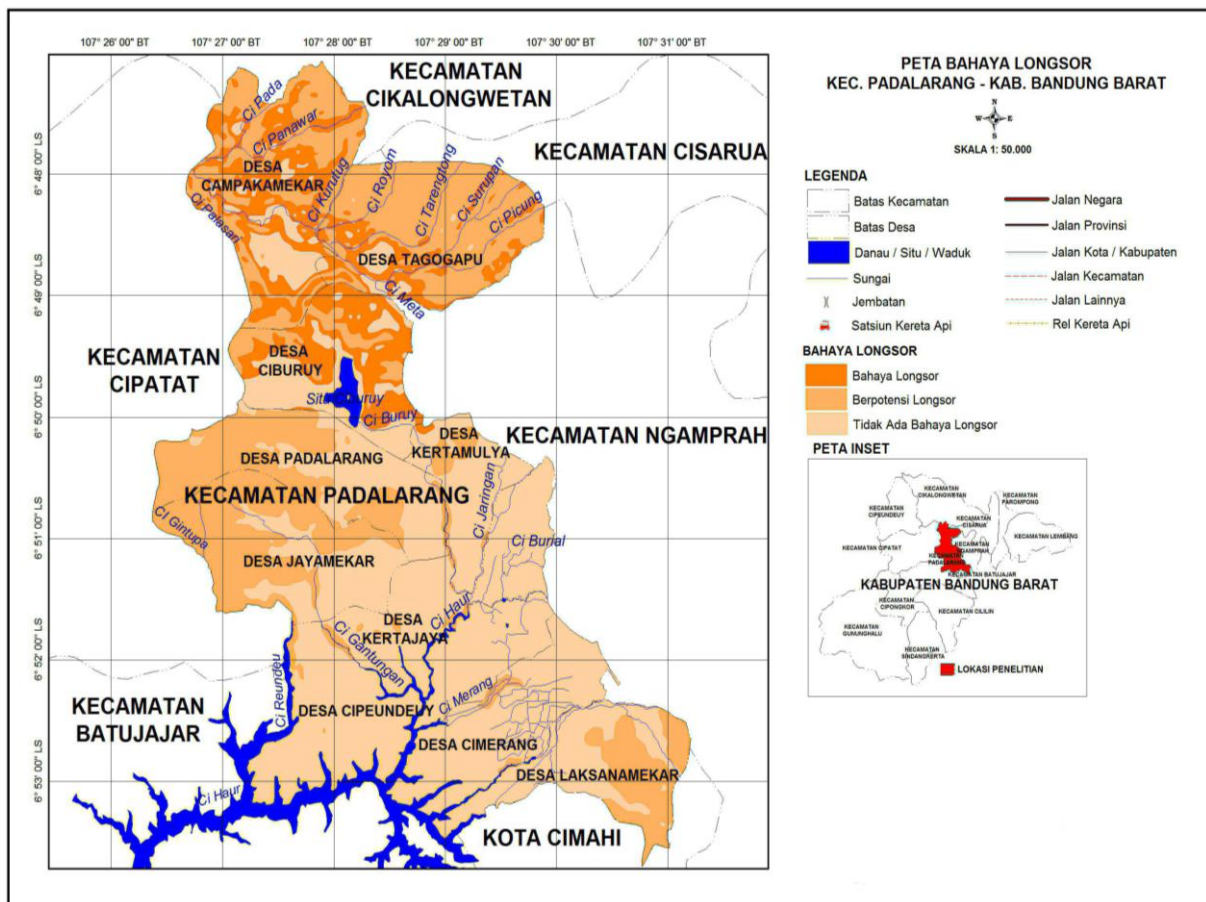 107° 26' 00" BT
107° 27' 00" BT
107° 28' 00" BT
107° 29' 00" BT
107° 30' 00" BT
107° 31' 00" BT
6° 48' 00" LS
6° 49' 00" LS
6° 50' 00" LS
6° 51' 00" LS
6° 52' 00" LS
6° 53' 00" LS
KECAMATAN
CIKALONGWETAN
KECAMATAN CISARUA
Ci Pada
Ci Panawar
DESA
CAMPAKAMEKAR
Ci Kurutug
Ci Royom
Ci Tarengtong
Ci Surupan
Ci Picung
Ci Palasari
DESA TAGOGAPU
Ci Meta
KECAMATAN
CIPATAT
DESA
CIBURUY
Situ Ciburuy
Ci Buruy
DESA
KERTAMULYA
KECAMATAN NGAMPRAH
DESA PADALARANG
KECAMATAN PADALARANG
Ci Jaringan
CI Gintupa
Ci Burial
DESA JAYAMEKAR
Ci Haur
DESA
KERTAJAYA
Ci Gantungan
Ci Reundeu
Ci Merang
KECAMATAN
BATUJAJAR
DESA CIPEUNDEUY
DESA CIMERANG
DESA LAKSANAMEKAR
Ci Haur
KOTA CIMAHI
PETA BAHAYA LONGSOR
KEC. PADALARANG - KAB. BANDUNG BARAT
N
W E
S
SKALA 1: 50.000
LEGENDA
Batas Kecamatan
Batas Desa
Danau / Situ / Waduk
Sungai
Jembatan
Satsiun Kereta Api
Jalan Negara
Jalan Provinsi
Jalan Kota / Kabupaten
Jalan Kecamatan
Jalan Lainnya
Rel Kereta Api
BAHAYA LONGSOR
Bahaya Longsor
Berpotensi Longsor
Tidak Ada Bahaya Longsor
PETA INSET
KECAMATAN
CIKALONGWETAN
KECAMATAN
PAROMPONG
KECAMATAN
CIPEUNDEUY
KECAMATAN
CISARUA
KECAMATAN LEMBANG
KECAMATAN CIPATAT
KECAMATAN
NGAMPRAH
KECAMATAN
PADALARANG
KECAMATAN BATUJAJAR
KABUPATEN BANDUNG BARAT
KECAMATAN
CIPONGKOR
KECAMATAN CILILIN
KECAMATAN
GUNUNGHALU
KECAMATAN
SINDANGKERTA
LOKASI PENELITIAN